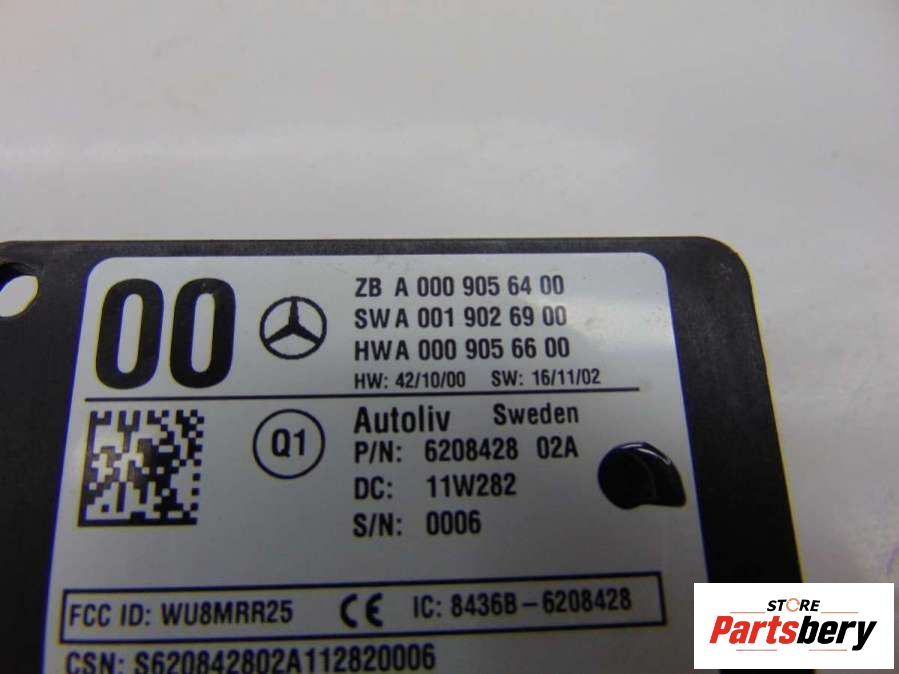 00
ZB A 000 905 64 00
SW A 001 902 69 00
HW A 000 905 66 00
HW: 42/10/00 SW: 16/11/02
Q1
Autoliv Sweden
P/N: 6208428 02A
DC: 11W282
S/N: 0006
FCC ID: WU8MRR25 CE IC: 8436B-6208428
CSN: S620842802A112820006
STORE
Partsbery